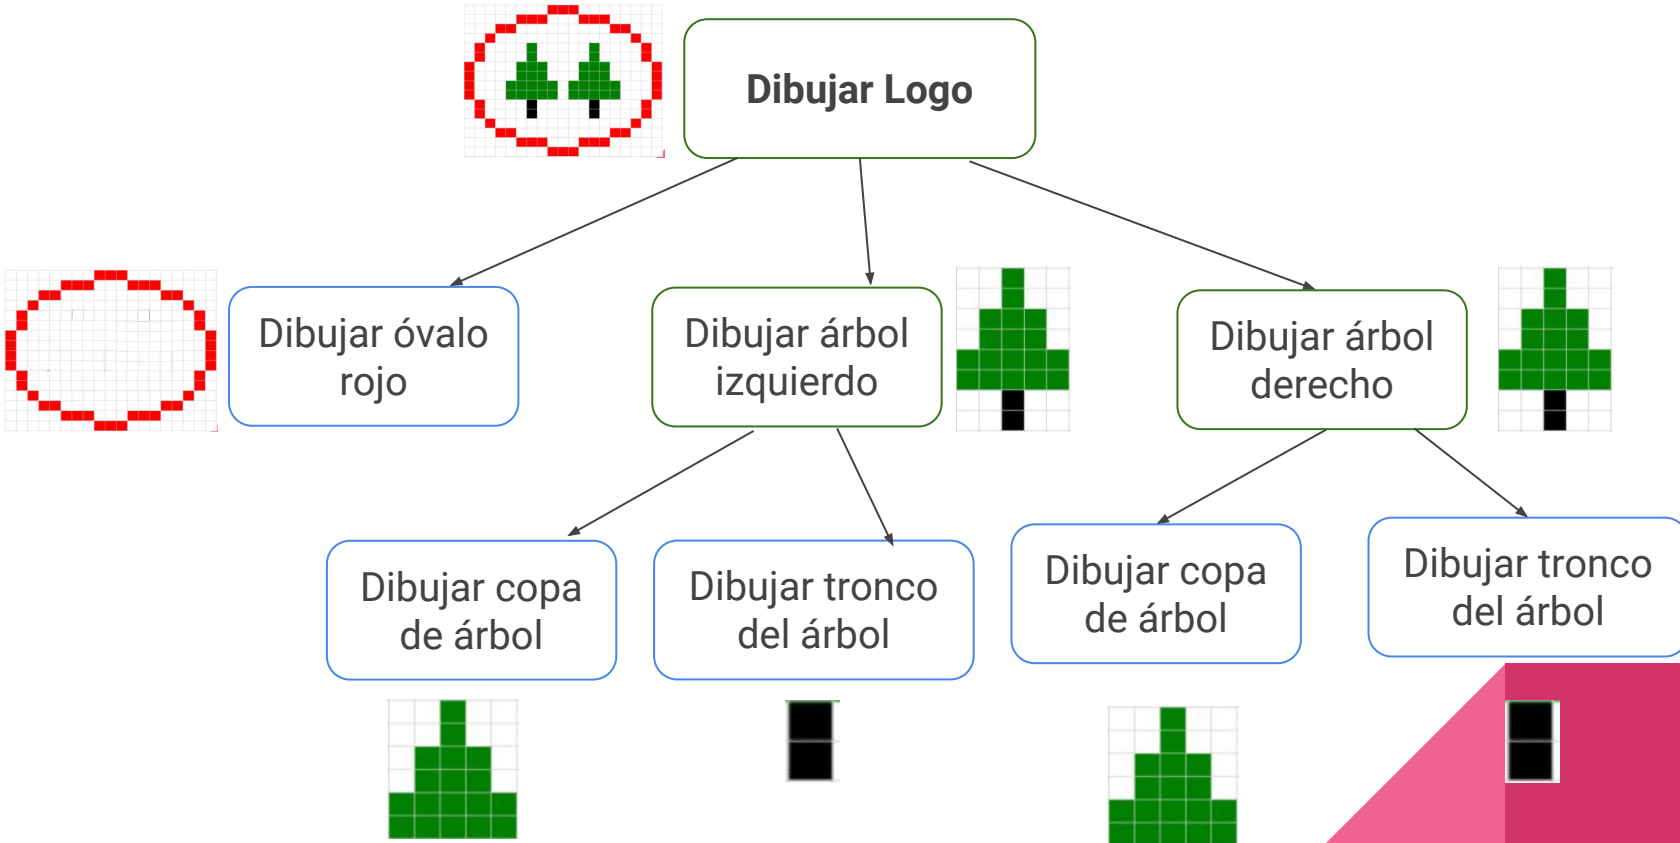 Dibujar Logo
Dibujar óvalo
rojo
Dibujar árbol
izquierdo
Dibujar árbol
derecho
Dibujar copa
de árbol
Dibujar tronco
del árbol
Dibujar copa
de árbol
Dibujar tronco
del árbol